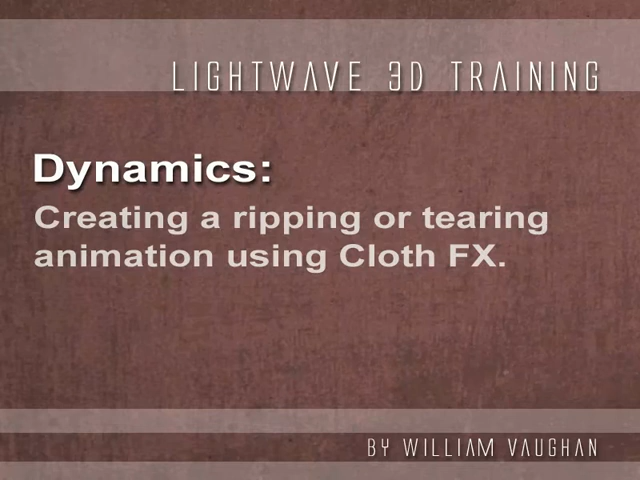 LIGHTWAVE 3D TRAINING
Dynamics:
Creating a ripping or tearing
animation using Cloth FX.
BY WILLIAM VAUGHAN